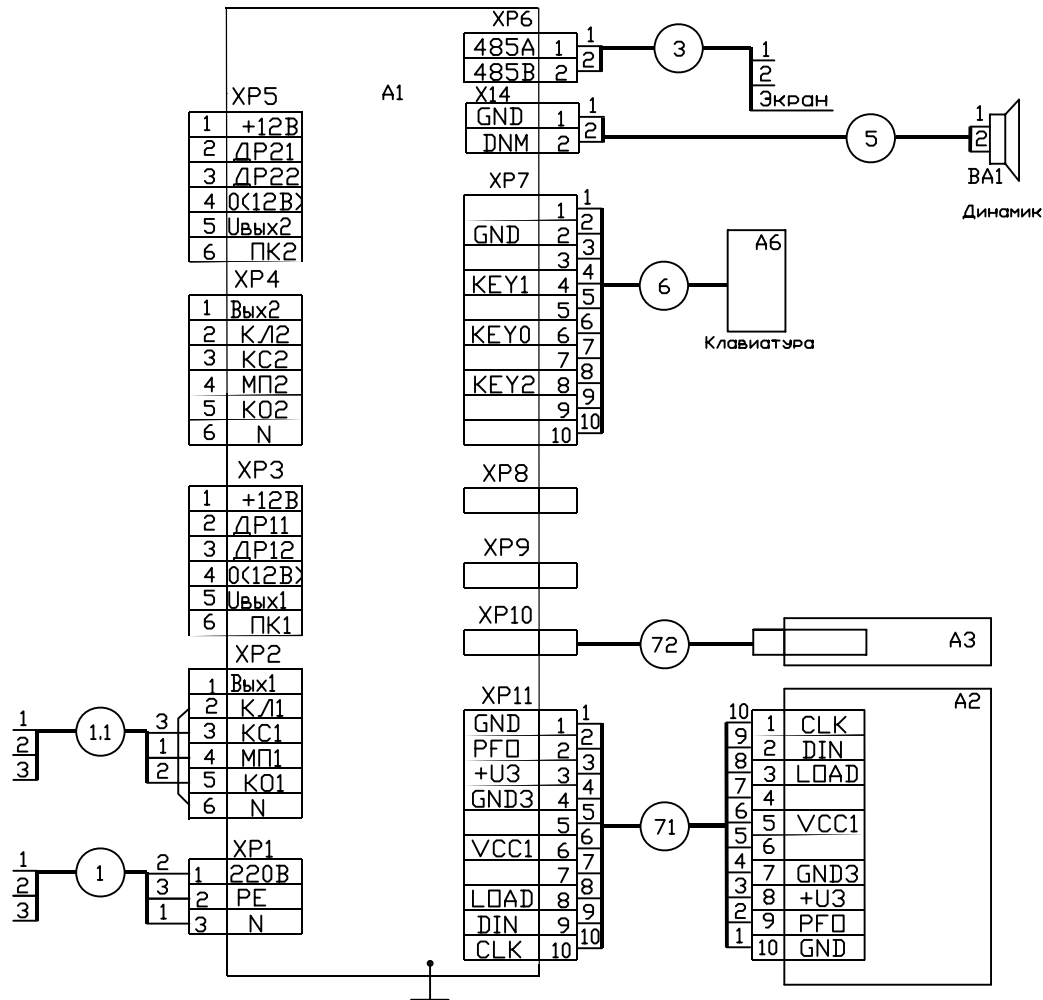 A1
XP5
1 +12В
2 ДР21
3 ДР22
4 0(12В)
5 Uвых2
6 ПК2
XP4
1 Вых2
2 КЛ2
3 КС2
4 МП2
5 КО2
6 N
XP3
1 +12В
2 ДР11
3 ДР12
4 0(12В)
5 Uвых1
6 ПК1
XP2
1 Вых1
2 КЛ1
3 КС1
4 МП1
5 КО1
6 N
1
2
3
1.1
3
1
2
XP1
1 220В
2 PE
3 N
1
2
3
1
2
3
1
XP6
485A 1 1
485B 2 2
3
1
2
Экран
X14
GND 1 1
DNM 2 2
5
1
2
BA1
Динамик
XP7
1 1
GND 2 2
3 3
KEY1 4 4
5 5
KEY0 6 6
7 7
KEY2 8 8
9 9
10 10
6
A6
Клавиатура
XP8
XP9
XP10
72
A3
XP11
GND 1 1
PFO 2 2
+U3 3 3
GND3 4 4
5 5
VCC1 6 6
7 7
LOAD 8 8
DIN 9 9
CLK 10 10
71
A2
10 1 CLK
9 2 DIN
8 3 LOAD
7 4
6 5 VCC1
5 6
4 7 GND3
3 8 +U3
2 9 PFO
1 10 GND